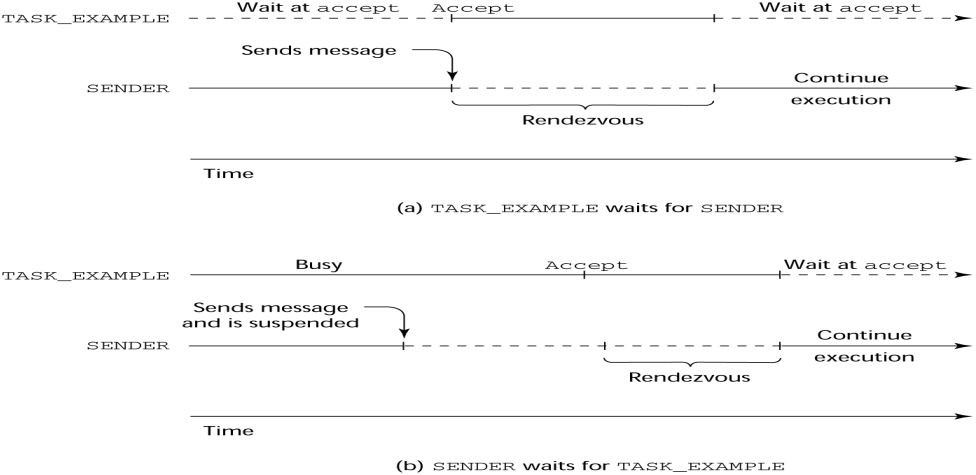 TASK_EXAMPLE Wait at accept Accept Wait at accept
Sends message
SENDER Continue
execution
Rendezvous
Time
(a) TASK_EXAMPLE waits for SENDER
Busy
TASK_EXAMPLE Accept Wait at accept
Sends message
and is suspended
SENDER Continue
execution
Rendezvous
Time
(b) SENDER waits for TASK_EXAMPLE